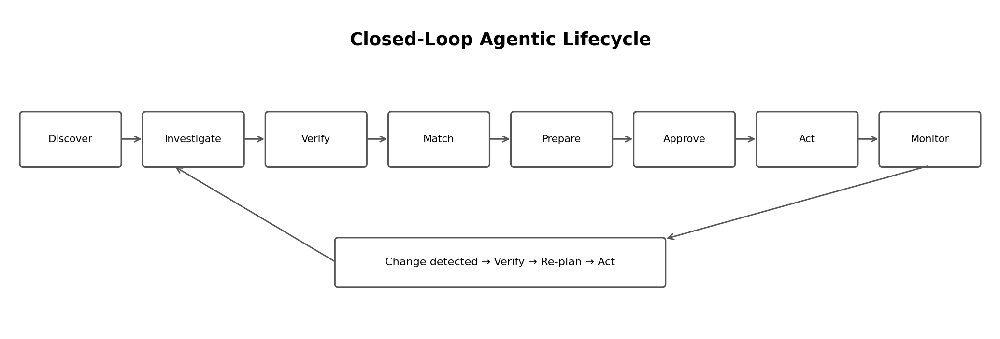 Closed-Loop Agentic Lifecycle
Discover
Investigate
Verify
Match
Prepare
Approve
Act
Monitor
Change detected → Verify → Re-plan → Act